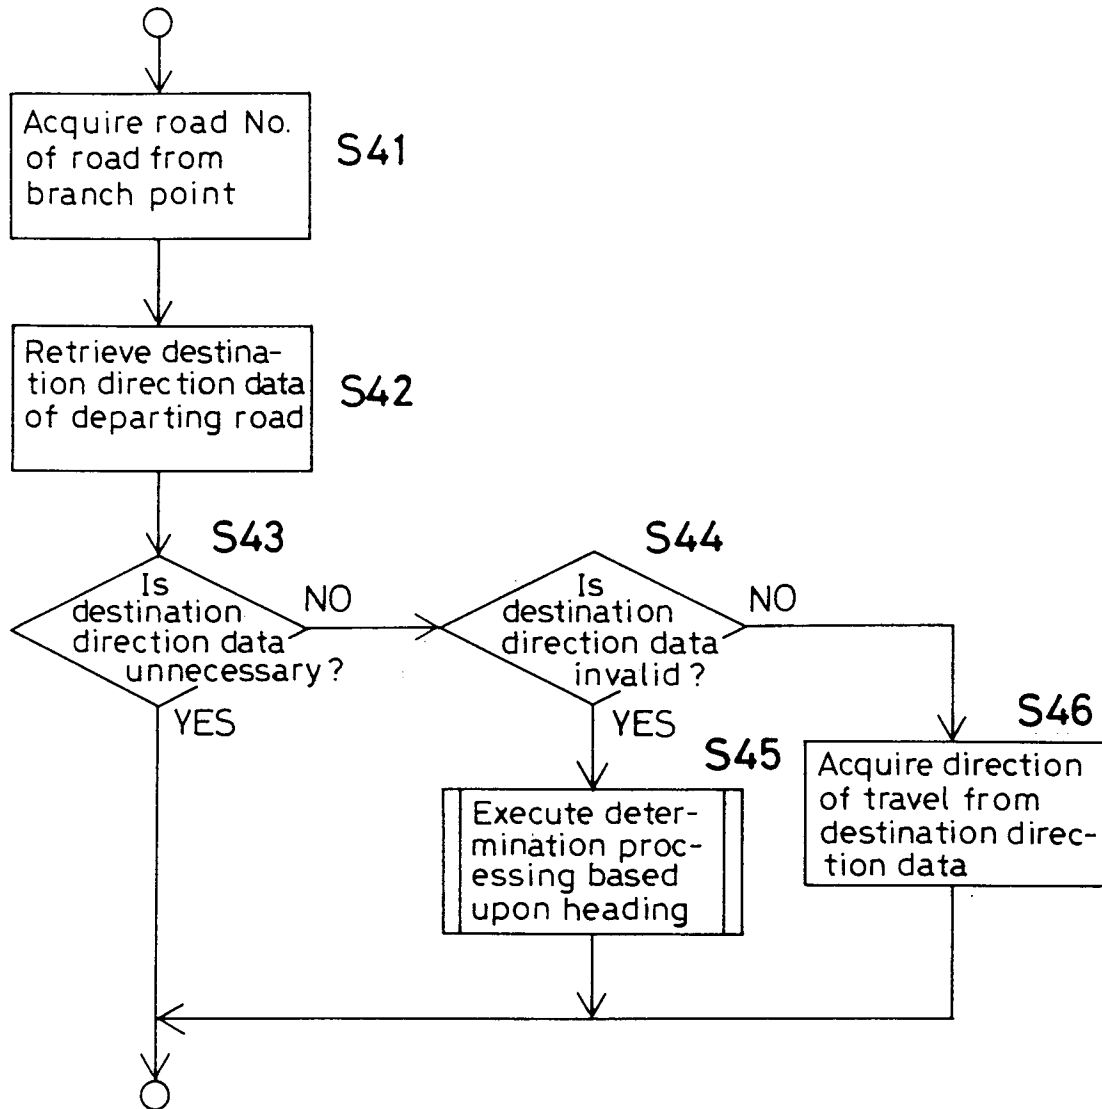 Acquire road No.
of road from
branch point
S41
Retrieve destina-
tion direction data
of departing road
S42
S43
Is
destination
direction data
unnecessary?
NO
YES
S44
Is
destination
direction data
invalid?
NO
YES
S45
Execute deter-
mination proc-
essing based
upon heading
S46
Acquire direction
of travel from
destination direc-
tion data